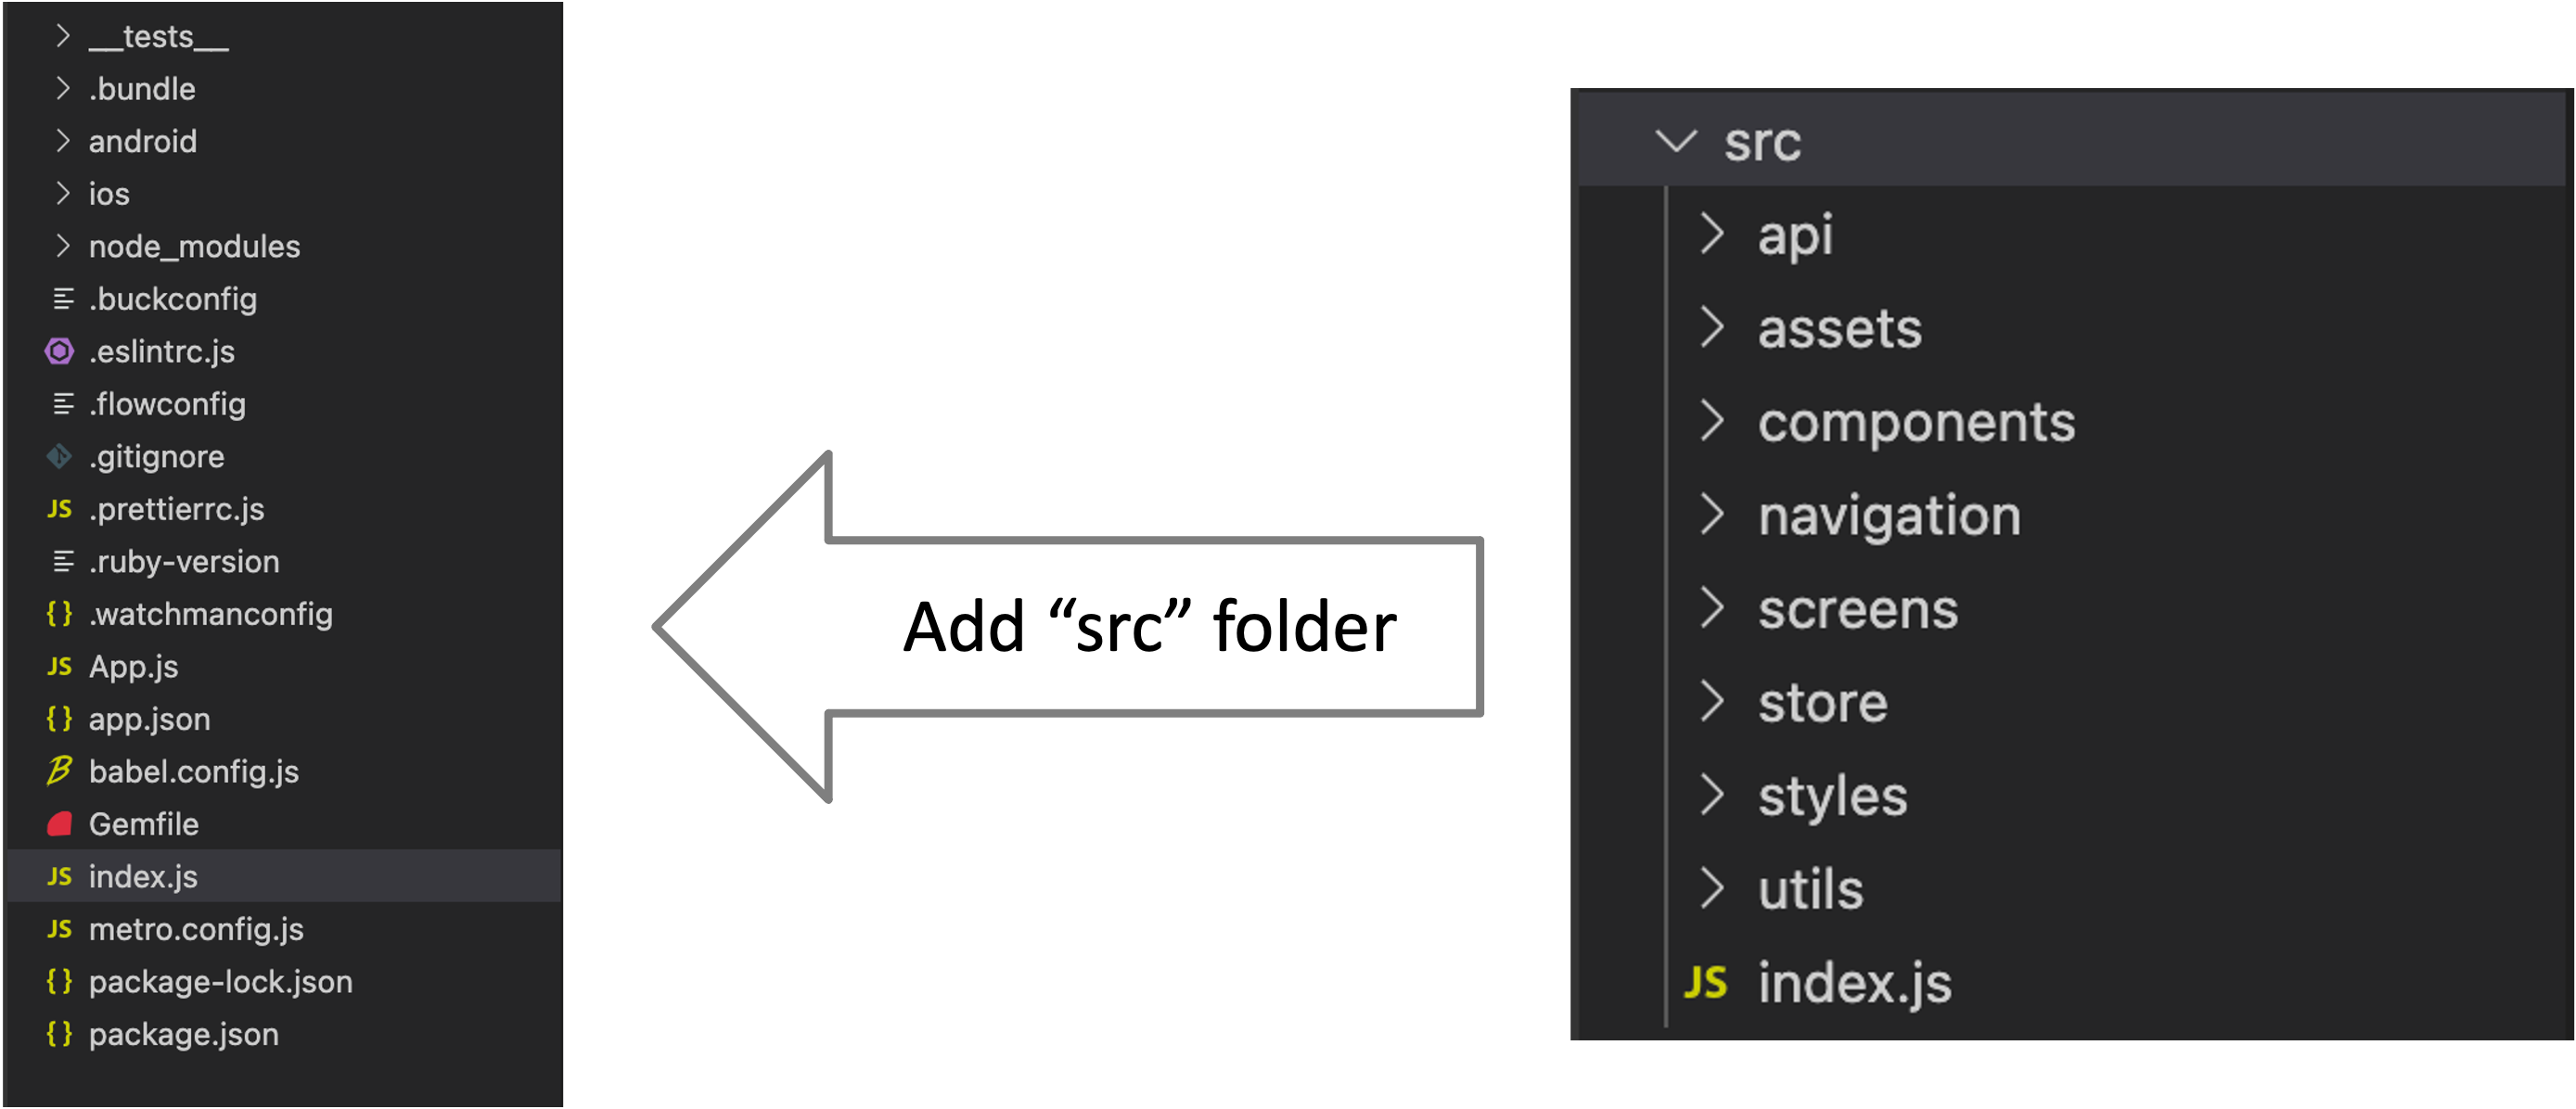 __tests__
.bundle
android
ios
node_modules
.buckconfig
.eslintrc.js
.flowconfig
.gitignore
JS .prettierrc.js
.ruby-version
{} .watchmanconfig
JS App.js
{} app.json
babel.config.js
Gemfile
JS index.js
JS metro.config.js
{} package-lock.json
{} package.json
Add “src” folder
src
api
assets
components
navigation
screens
store
styles
utils
JS index.js